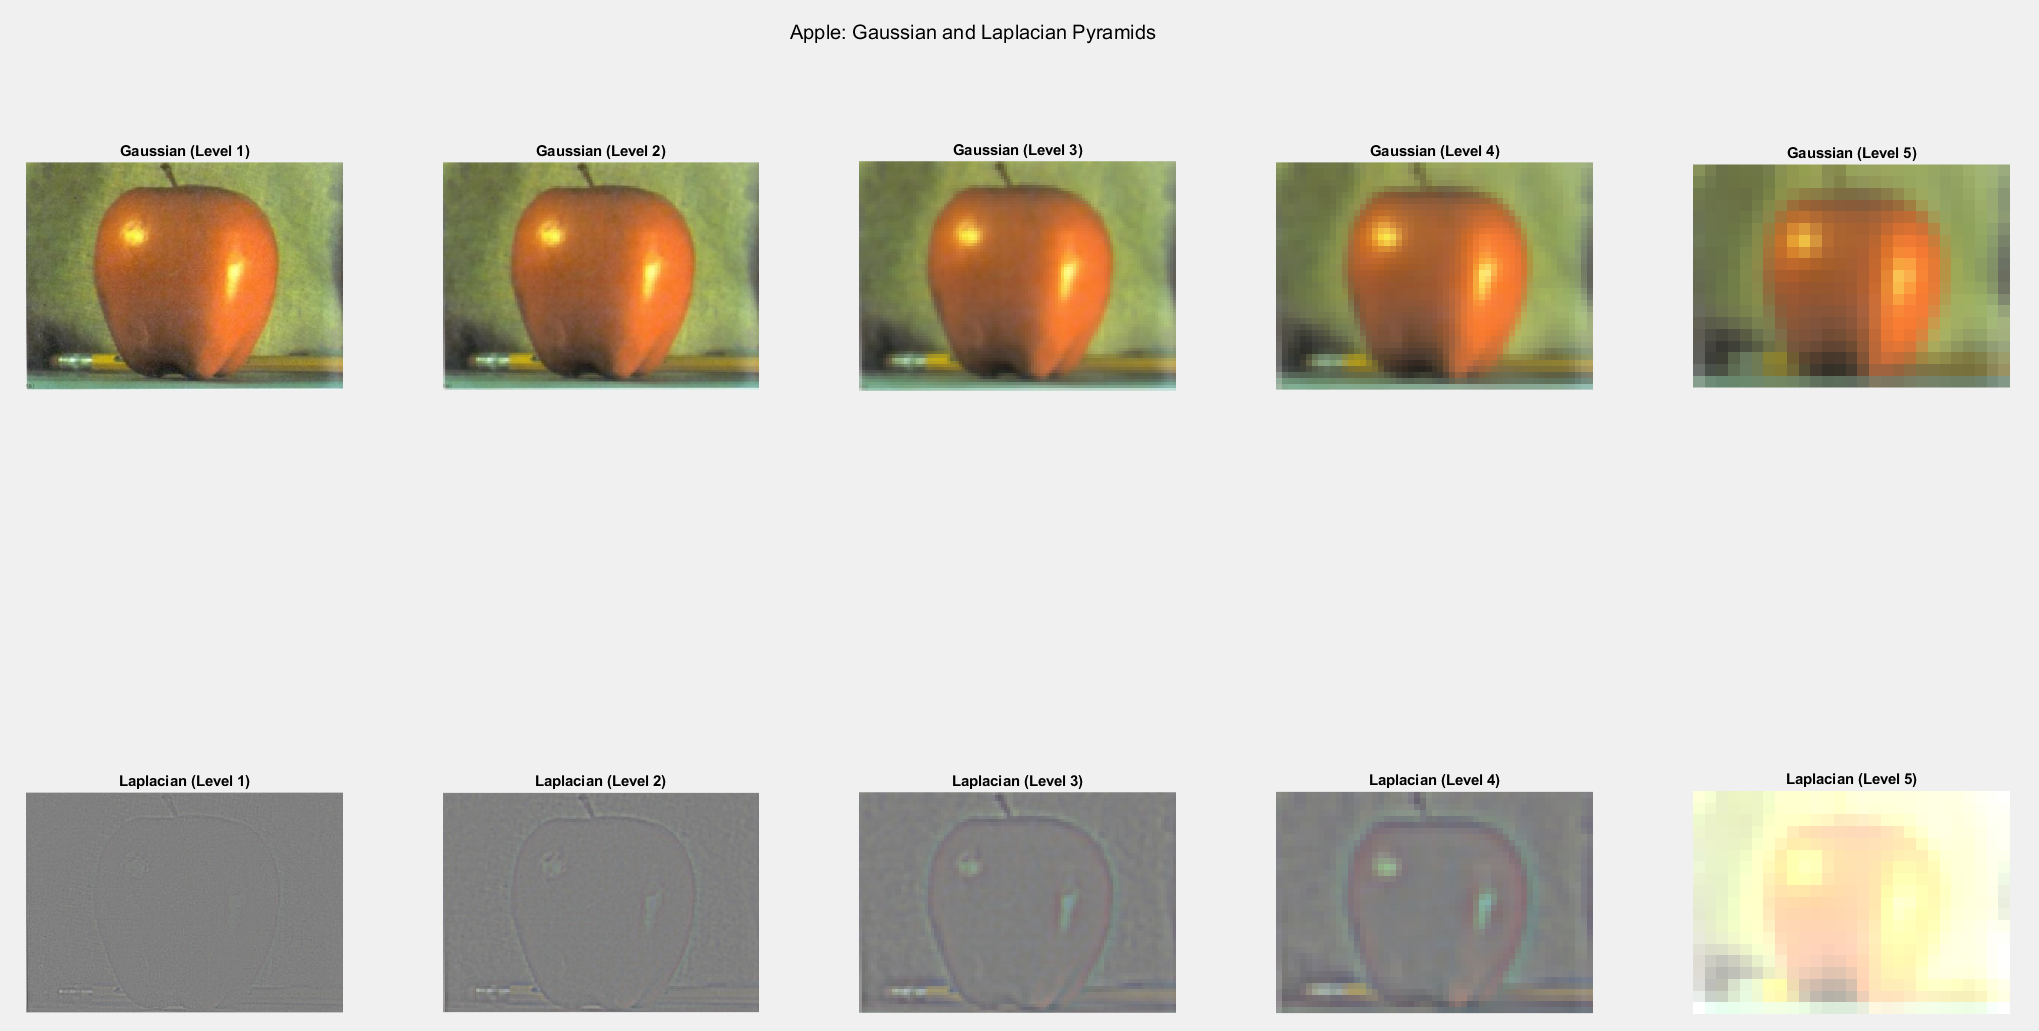 Apple: Gaussian and Laplacian Pyramids
Gaussian (Level 1)
Gaussian (Level 2)
Gaussian (Level 3)
Gaussian (Level 4)
Gaussian (Level 5)
Laplacian (Level 1)
Laplacian (Level 2)
Laplacian (Level 3)
Laplacian (Level 4)
Laplacian (Level 5)